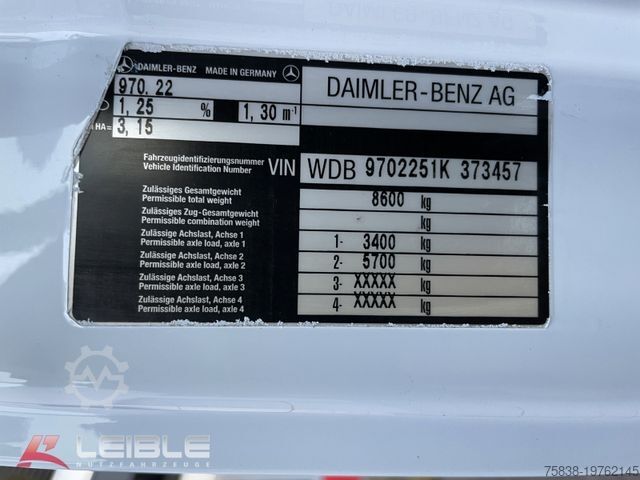 DAIMLER-BENZ MADE IN GERMANY
DAIMLER-BENZ AG
970.22
1,25 % 1,30 m-1
HA= 3,15
Fahrzeugidentifizierungsnummer
Vehicle Identification Number
VIN WDB 9702251K 373457
Zulässiges Gesamtgewicht
Permissible total weight
8600 kg
Zulässiges Zug-Gesamtgewicht
Permissible combination weight
kg
Zulässige Achslast, Achse 1
Permissible axle load, axle 1
1- 3400 kg
Zulässige Achslast, Achse 2
Permissible axle load, axle 2
2- 5700 kg
Zulässige Achslast, Achse 3
Permissible axle load, axle 3
3- XXXXX kg
Zulässige Achslast, Achse 4
Permissible axle load, axle 4
4- XXXXX kg
LEIBLE
NUTZFAHRZEUGE
75838-19762145